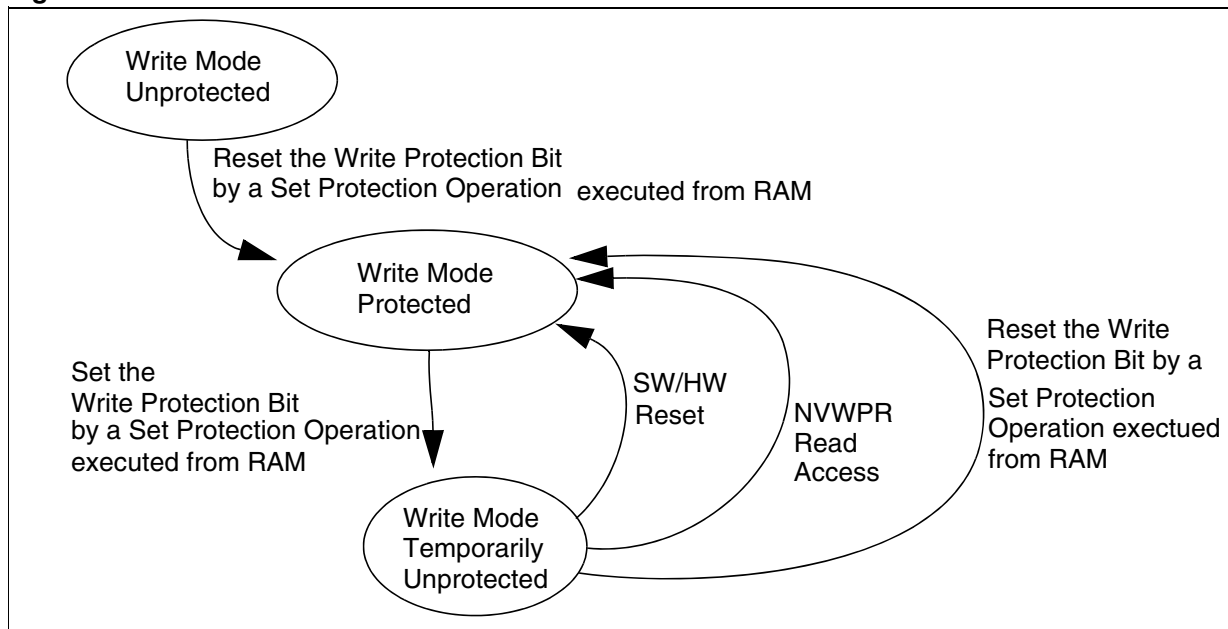 Write Mode
Unprotected
Reset the Write Protection Bit
by a Set Protection Operation executed from RAM
Write Mode
Protected
Set the
Write Protection Bit
by a Set Protection Operation
executed from RAM
SW/HW
Reset
NVWPR
Read
Access
Reset the Write
Protection Bit by a
Set Protection
Operation exectued
from RAM
Write Mode
Temporarily
Unprotected